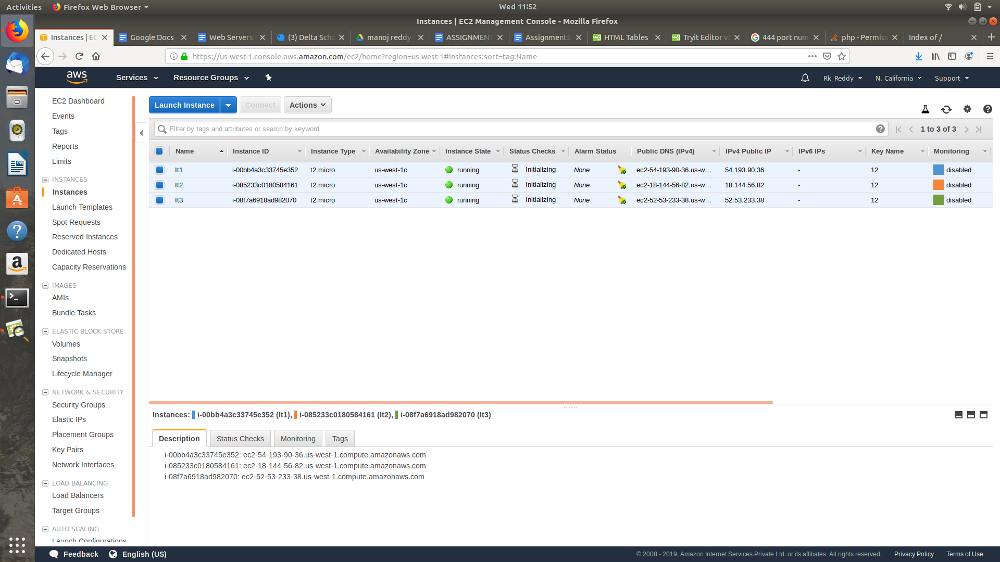 Activities Firefox Web Browser Wed 11:52
Instances | EC2 Management Console - Mozilla Firefox
Instances | EC Google Docs Web Servers (3) Delta Scho manoj reddy- ASSIGNMENT Assignment5 HTML Tables Tryit Editor v3 444 port num php - Permiss Index of /
https://us-west-1.console.aws.amazon.com/ec2/home?region=us-west-1#Instances:sort=tag:Name
aws Services Resource Groups Rk_Reddy N. California Support
EC2 Dashboard
Events
Tags
Reports
Limits
INSTANCES
Instances
Launch Templates
Spot Requests
Reserved Instances
Dedicated Hosts
Capacity Reservations
IMAGES
AMIs
Bundle Tasks
ELASTIC BLOCK STORE
Volumes
Snapshots
Lifecycle Manager
NETWORK & SECURITY
Security Groups
Elastic IPs
Placement Groups
Key Pairs
Network Interfaces
LOAD BALANCING
Load Balancers
Target Groups
AUTO SCALING
Launch Configurations
Launch Instance Connect Actions
Filter by tags and attributes or search by keyword 1 to 3 of 3
Name Instance ID Instance Type Availability Zone Instance State Status Checks Alarm Status Public DNS (IPv4) IPv4 Public IP IPv6 IPs Key Name Monitoring
It1 i-00bb4a3c33745e352 t2.micro us-west-1c running Initializing None ec2-54-193-90-36.us-w... 54.193.90.36 - 12 disabled
It2 i-085233c0180584161 t2.micro us-west-1c running Initializing None ec2-18-144-56-82.us-w... 18.144.56.82 - 12 disabled
It3 i-08f7a6918ad982070 t2.micro us-west-1c running Initializing None ec2-52-53-233-38.us-w... 52.53.233.38 - 12 disabled
Instances: i-00bb4a3c33745e352 (It1), i-085233c0180584161 (It2), i-08f7a6918ad982070 (It3)
Description Status Checks Monitoring Tags
i-00bb4a3c33745e352: ec2-54-193-90-36.us-west-1.compute.amazonaws.com
i-085233c0180584161: ec2-18-144-56-82.us-west-1.compute.amazonaws.com
i-08f7a6918ad982070: ec2-52-53-233-38.us-west-1.compute.amazonaws.com
Feedback English (US) © 2008 - 2019, Amazon Internet Services Private Ltd. or its affiliates. All rights reserved. Privacy Policy Terms of Use